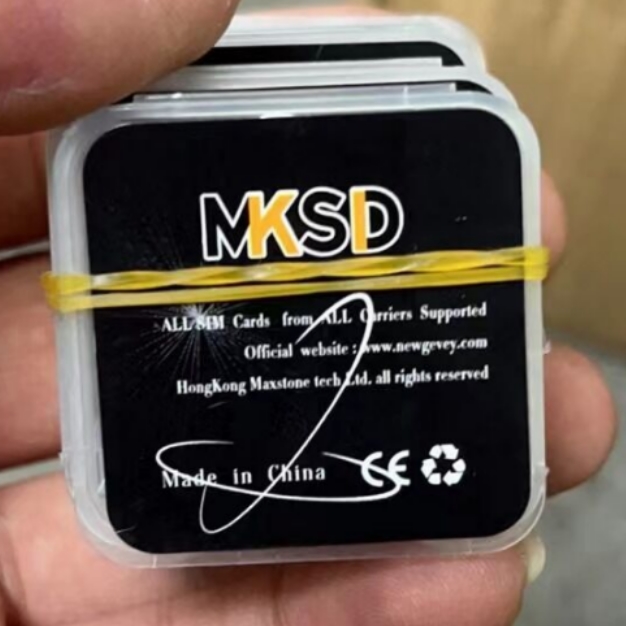 MKSD
ALL SIM Cards from ALL Carriers Supported
Official website : www.newgevey.com
HongKong Maxstone tech Ltd. all rights reserved
Made in China CE